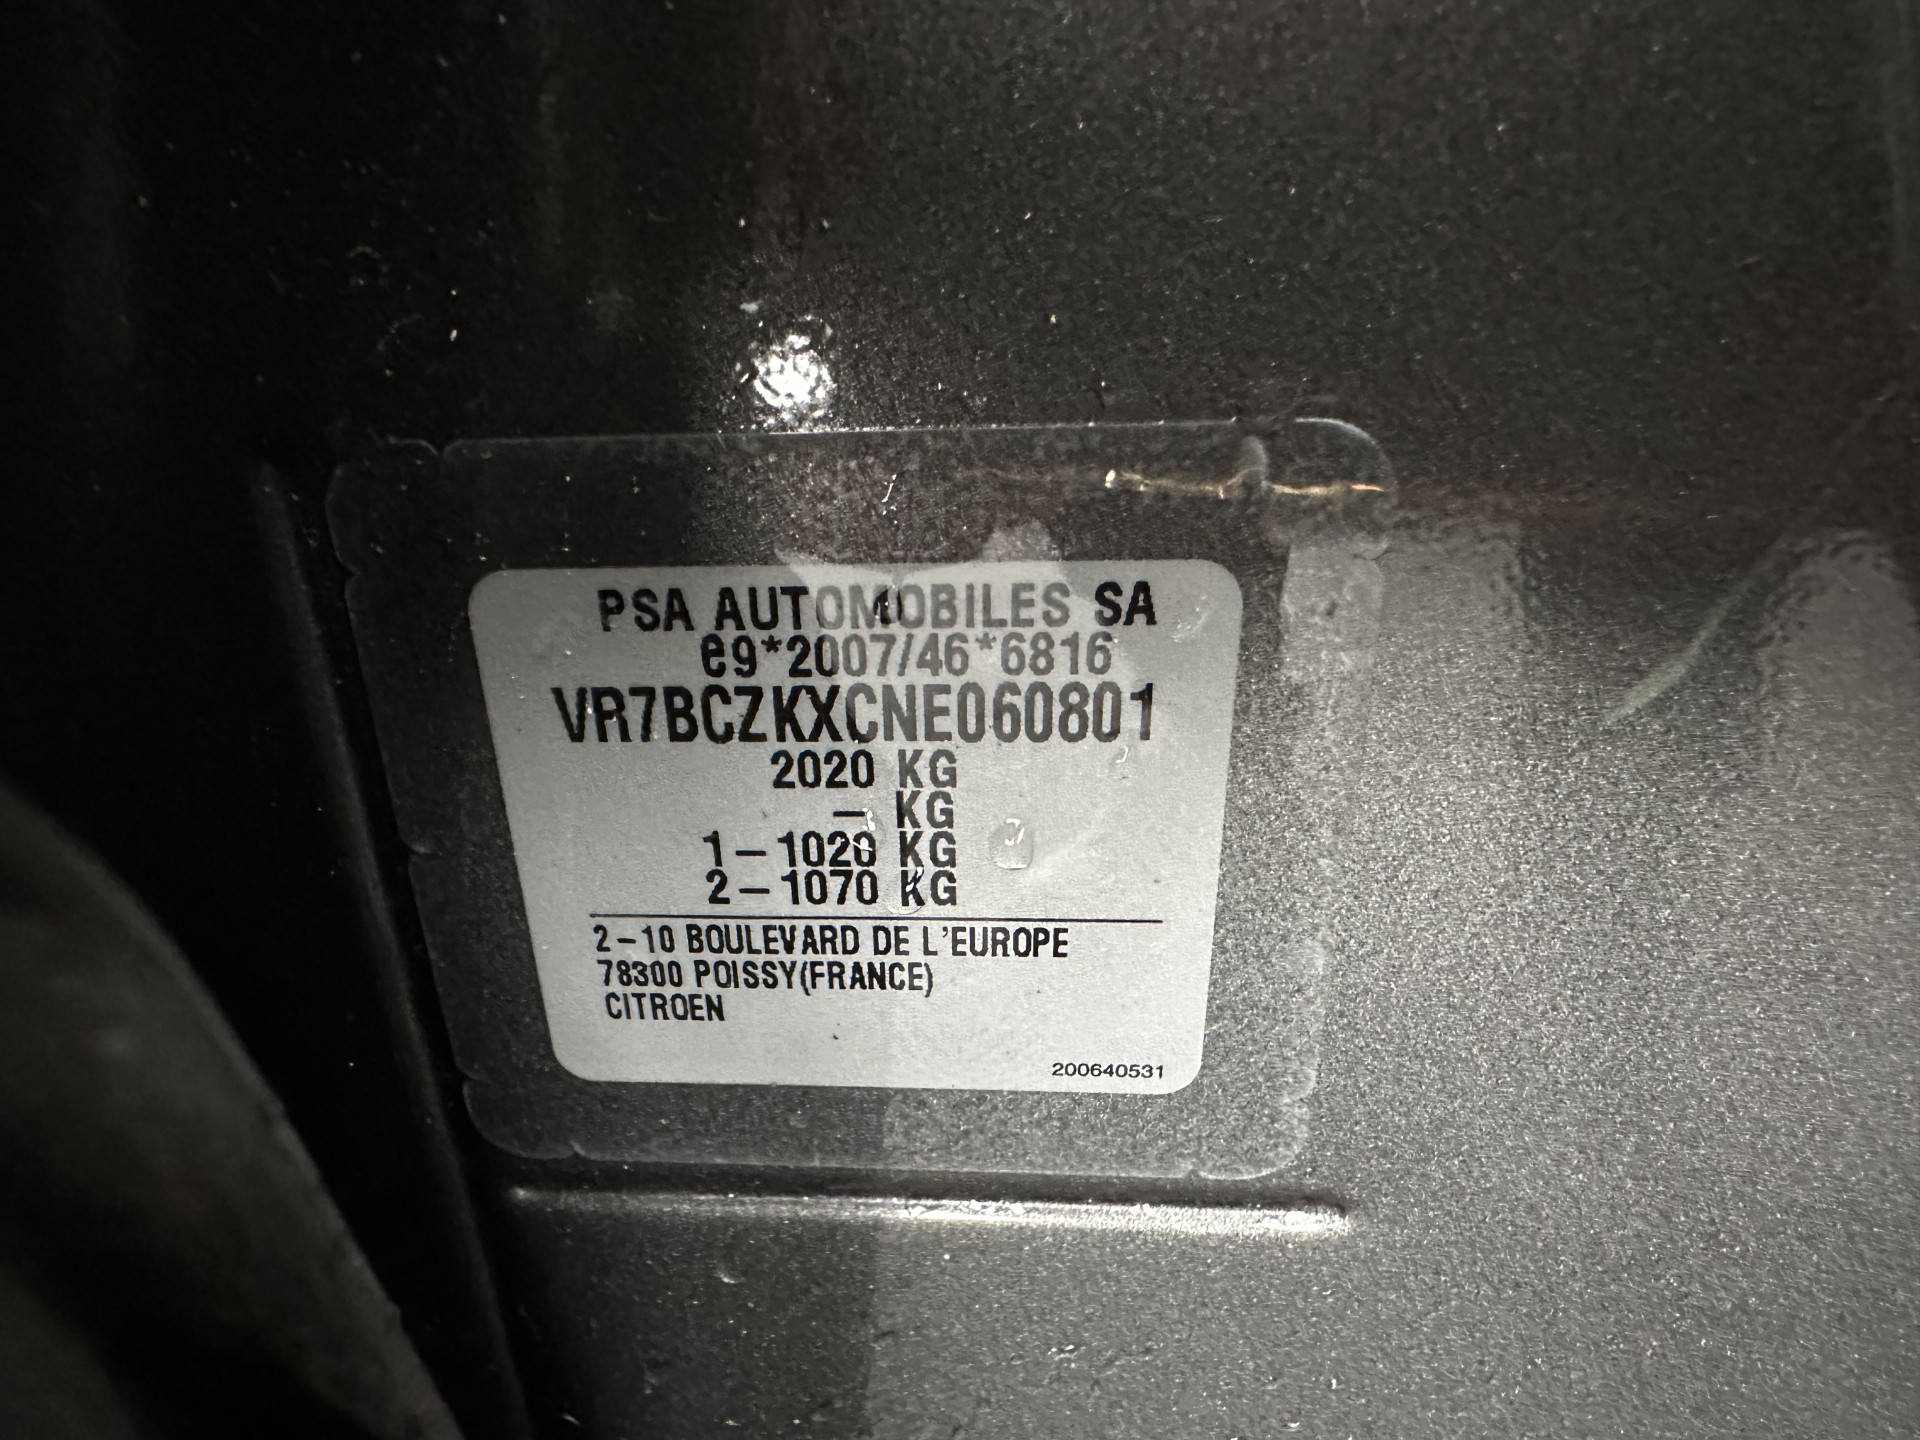 PSA AUTOMOBILES SA
e9*2007/46*6816
VR7BCZKXCNE060801
2020 KG
– KG
1–1020 KG
2–1070 KG
2–10 BOULEVARD DE L'EUROPE
78300 POISSY(FRANCE)
CITROEN
200640531